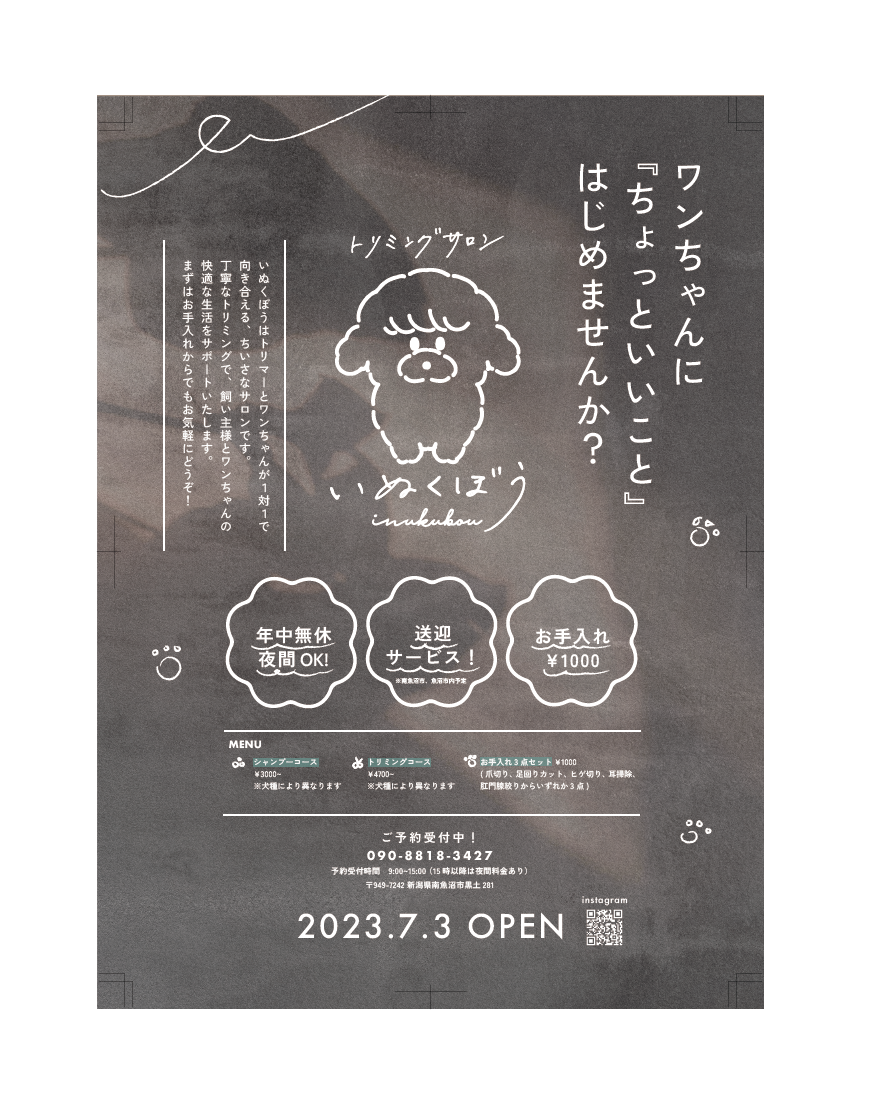 ワンちゃんに
『ちょっといいこと』
はじめませんか？
トリミングサロン
いぬくぼう
inukubou
いぬくぼうはトリマーとワンちゃんが1対1で
向き合える、ちいさなサロンです。
丁寧なトリミングで、飼い主様とワンちゃんの
快適な生活をサポートいたします。
まずはお手入れからでもお気軽にどうぞ！
年中無休
夜間OK!
送迎
サービス！
※南魚沼市、魚沼市内予定
お手入れ
¥1000
MENU
シャンプーコース
¥3000~
※犬種により異なります
トリミングコース
¥4700~
※犬種により異なります
お手入れ3点セット ¥1000
(爪切り、足回りカット、ヒゲ切り、耳掃除、
肛門腺絞りからいずれか3点)
ご予約受付中！
090-8818-3427
予約受付時間 9:00~15:00（15時以降は夜間料金あり）
〒949-7242 新潟県南魚沼市黒土281
instagram
2023.7.3 OPEN